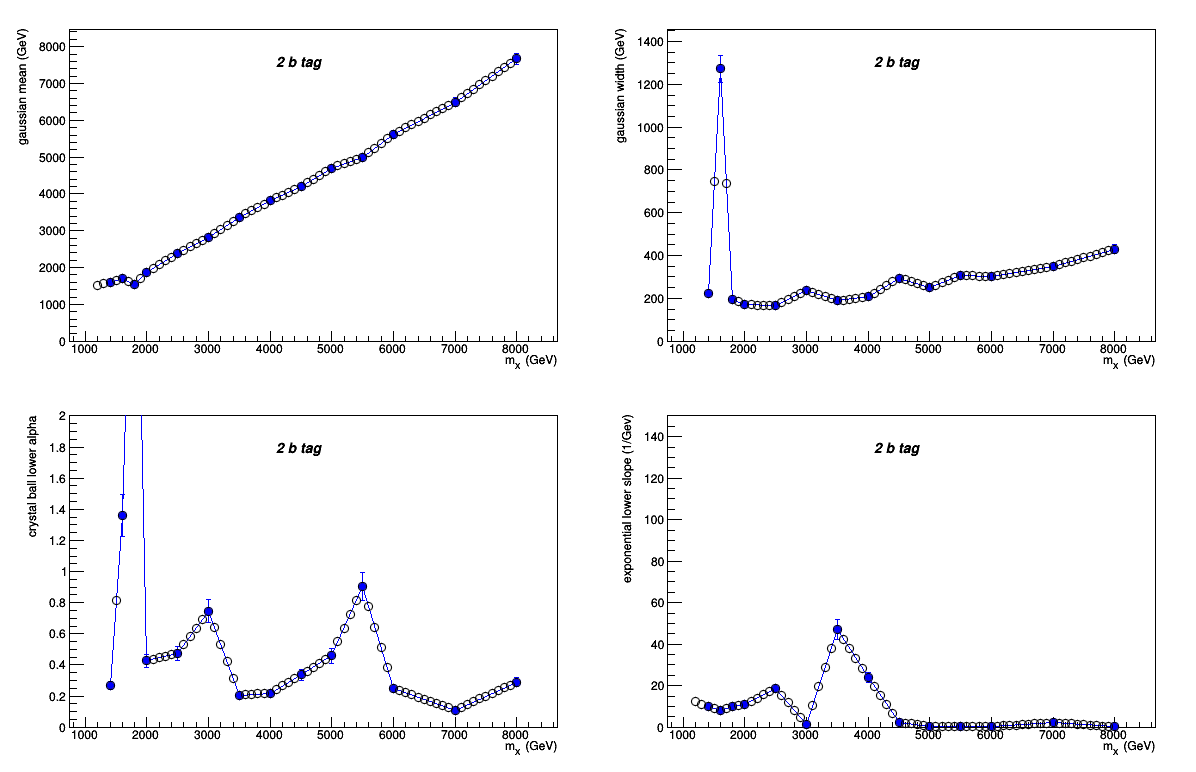 gaussian mean (GeV)
2 b tag
8000
7000
6000
5000
4000
3000
2000
1000
0
1000 2000 3000 4000 5000 6000 7000 8000
m_x (GeV)
gaussian width (GeV)
2 b tag
1400
1200
1000
800
600
400
200
0
1000 2000 3000 4000 5000 6000 7000 8000
m_x (GeV)
crystal ball lower alpha
2 b tag
2
1.8
1.6
1.4
1.2
1
0.8
0.6
0.4
0.2
0
1000 2000 3000 4000 5000 6000 7000 8000
m_x (GeV)
exponential lower slope (1/Gev)
2 b tag
140
120
100
80
60
40
20
0
1000 2000 3000 4000 5000 6000 7000 8000
m_x (GeV)